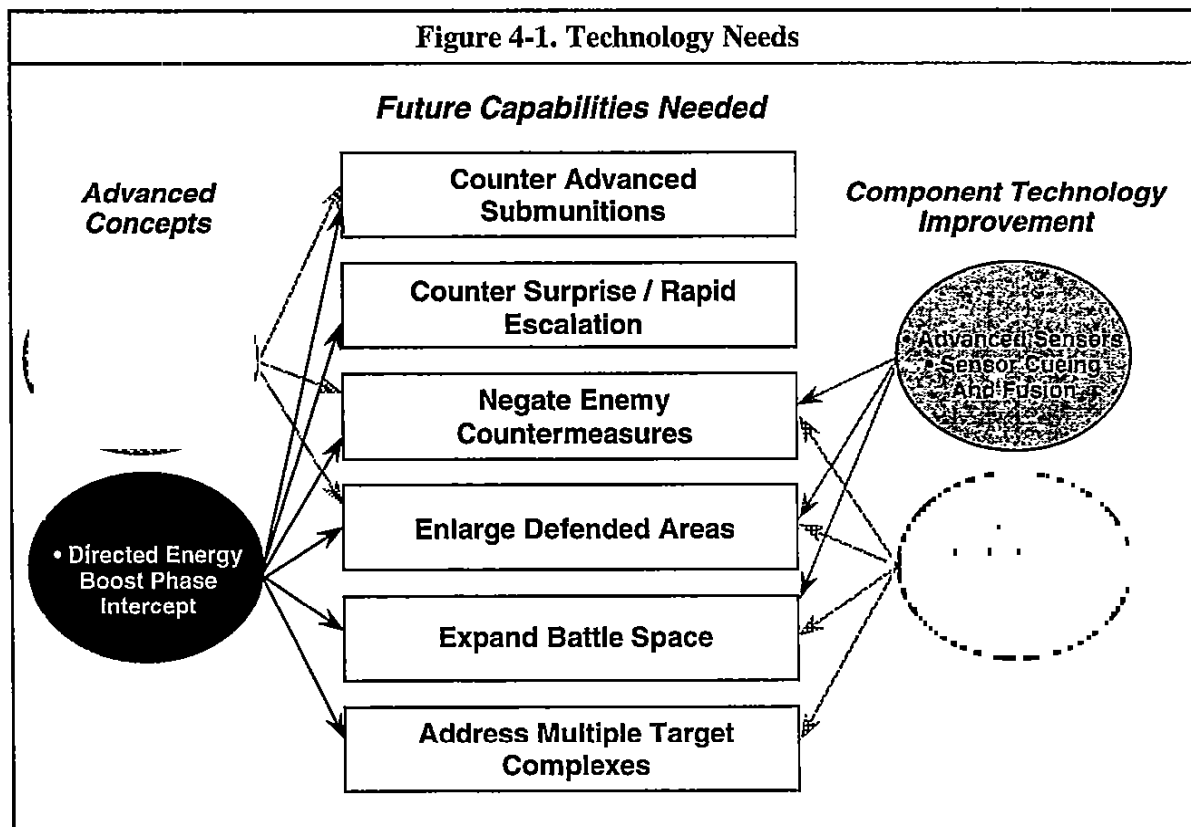 Figure 4-1. Technology Needs
Future Capabilities Needed
Advanced
Concepts
Counter Advanced
Submunitions
Counter Surprise / Rapid
Escalation
Negate Enemy
Countermeasures
Enlarge Defended Areas
Expand Battle Space
Address Multiple Target
Complexes
• Directed Energy
Boost Phase
Intercept
Component Technology
Improvement
• Advanced Sensors
• Sensor Cueing
And Fusion